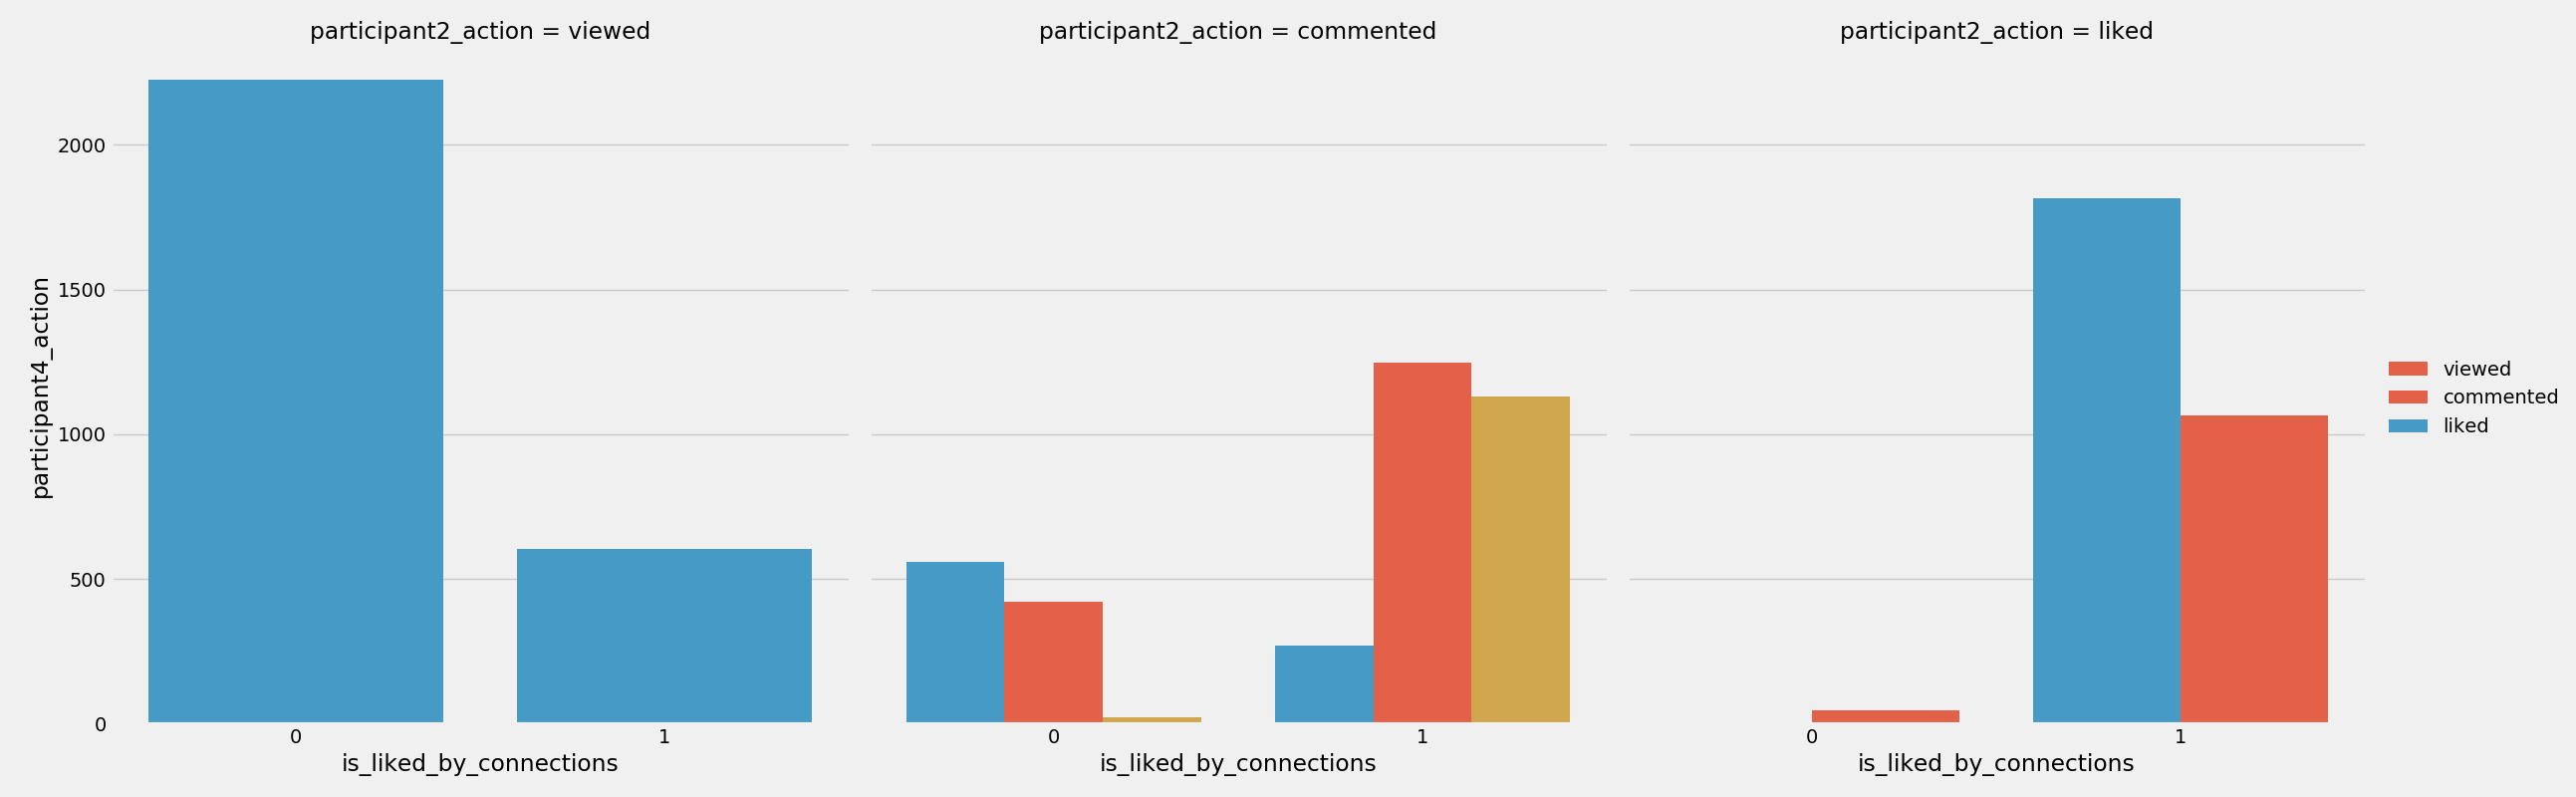 participant2_action = viewed
participant2_action = commented
participant2_action = liked
participant4_action
2000
1500
1000
500
0
0
1
is_liked_by_connections
0
1
is_liked_by_connections
0
1
is_liked_by_connections
viewed
commented
liked